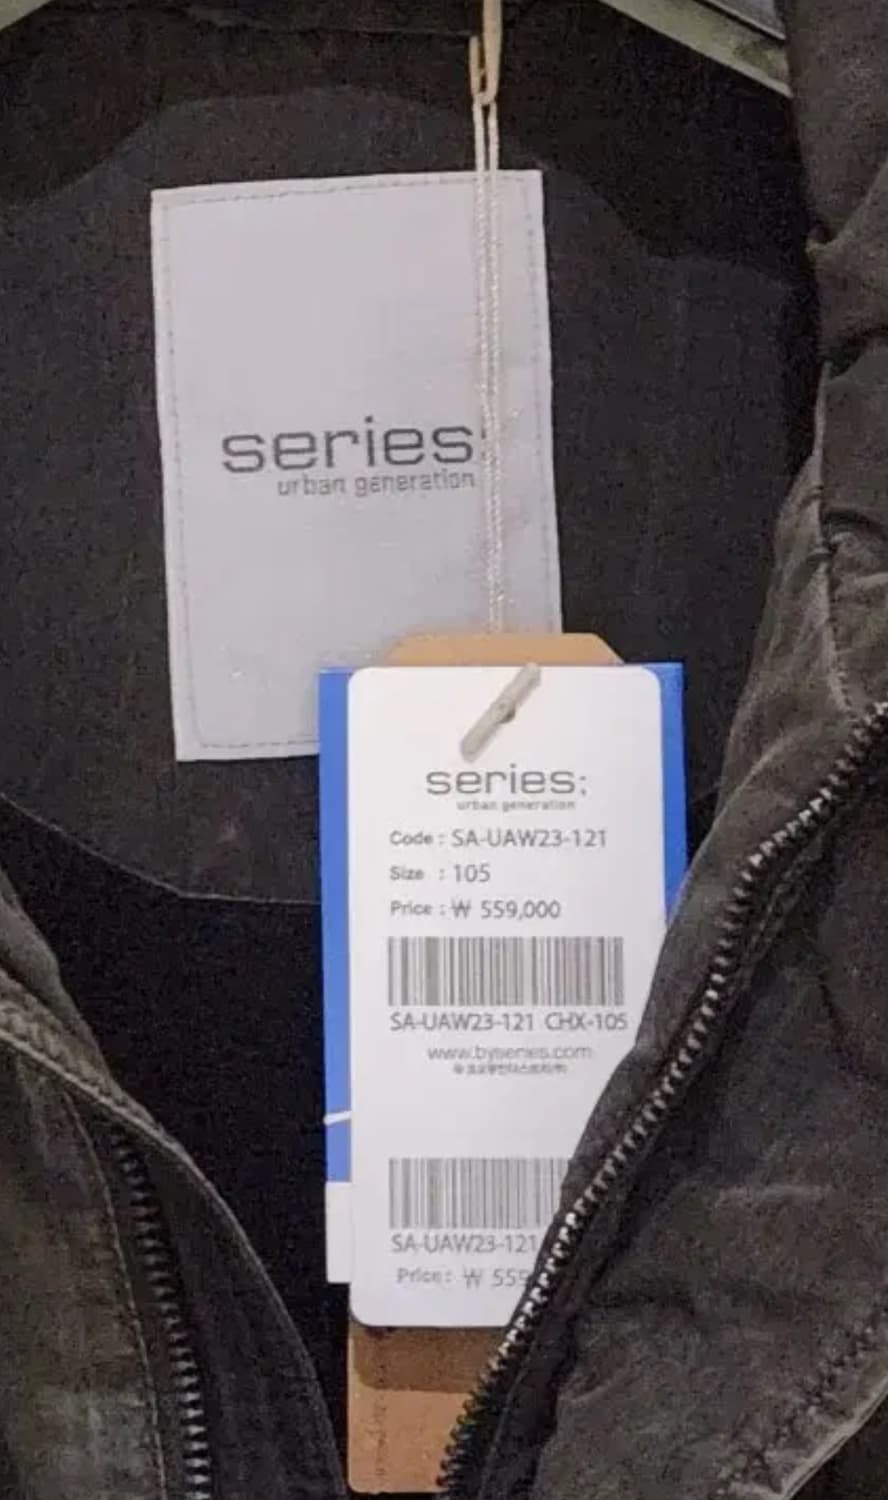 series;
urban generation
series;
urban generation
Code : SA-UAW23-121
Size : 105
Price : ₩ 559,000
SA-UAW23-121 CHX-105
www.byseries.com
SA-UAW23-121
Price : ₩ 559